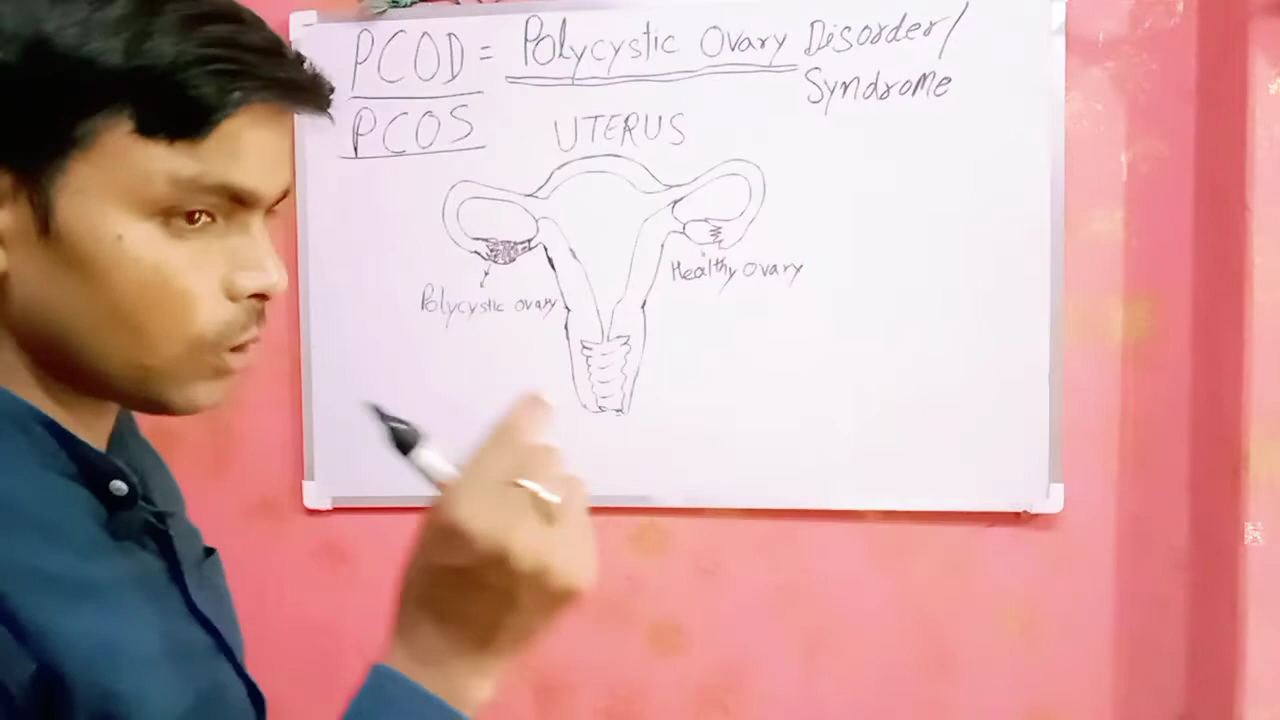 PCOD = Polycystic Ovary Disorder/
PCOS Syndrome
UTERUS
Polycystic ovary
Healthy Ovary